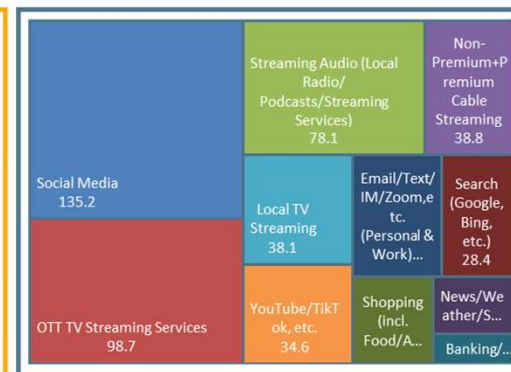 Social Media
135.2
OTT TV Streaming Services
98.7
Streaming Audio (Local
Radio/
Podcasts/Streaming
Services)
78.1
Non-
Premium+P
remium
Cable
Streaming
38.8
Local TV
Streaming
38.1
YouTube/TikT
ok, etc.
34.6
Email/Text/
IM/Zoom,e
tc.
(Personal &
Work)...
Search
(Google,
Bing,
etc.)
28.4
Shopping
(incl.
Food/A...
News/We
ather/S...
Banking/...